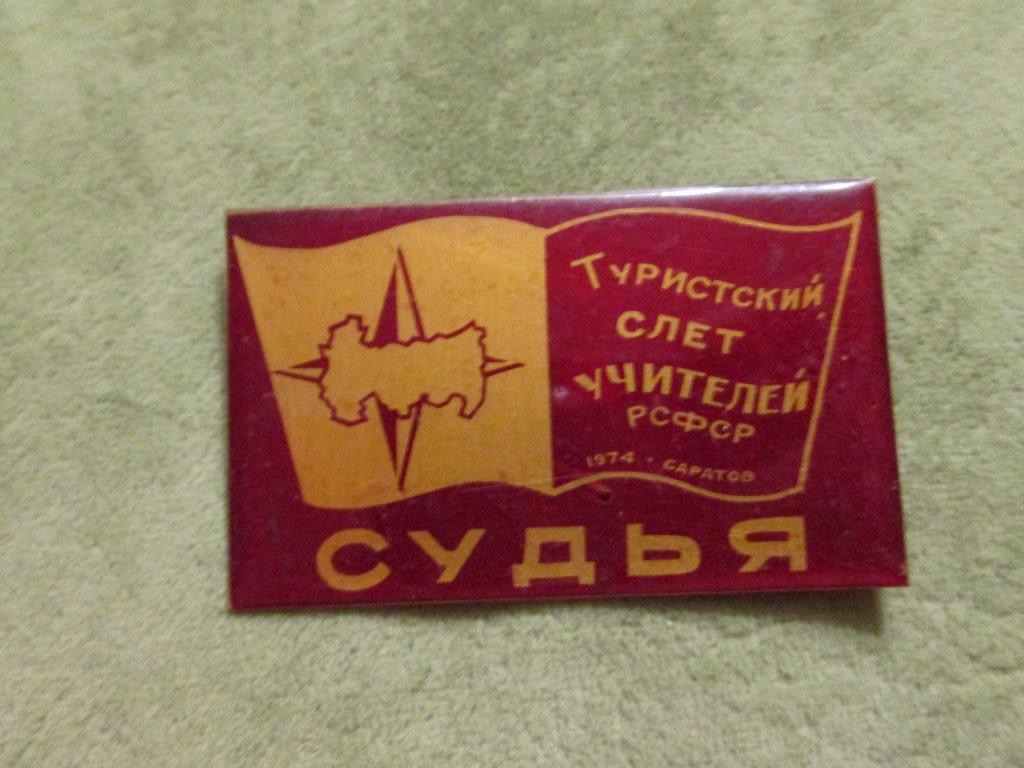 Туристский
слет
учителей
РСФСР
1974 · Саратов
СУДЬЯ